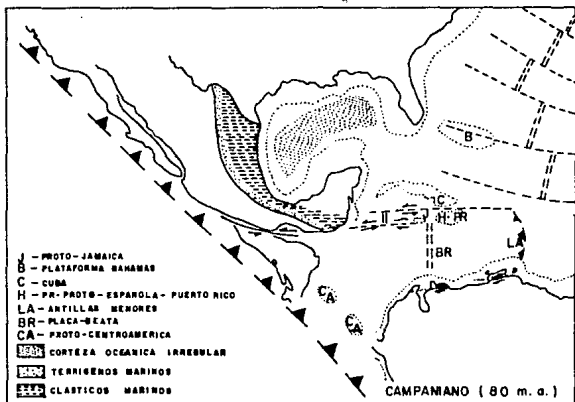 B
C
J
H
PR
LA
BR
CA
CA
J - PROTO-JAMAICA
B - PLATAFORMA BAHAMAS
C - CUBA
H - PR-PROTO-ESPAÑOLA-PUERTO RICO
LA - ANTILLAS MENORES
BR - PLACA-BEATA
CA - PROTO-CENTROAMERICA
CORTEZA OCEANICA IRREGULAR
TERRIGENOS MARINOS
CLASTICOS MARINOS
CAMPANIANO (80 m. a.)